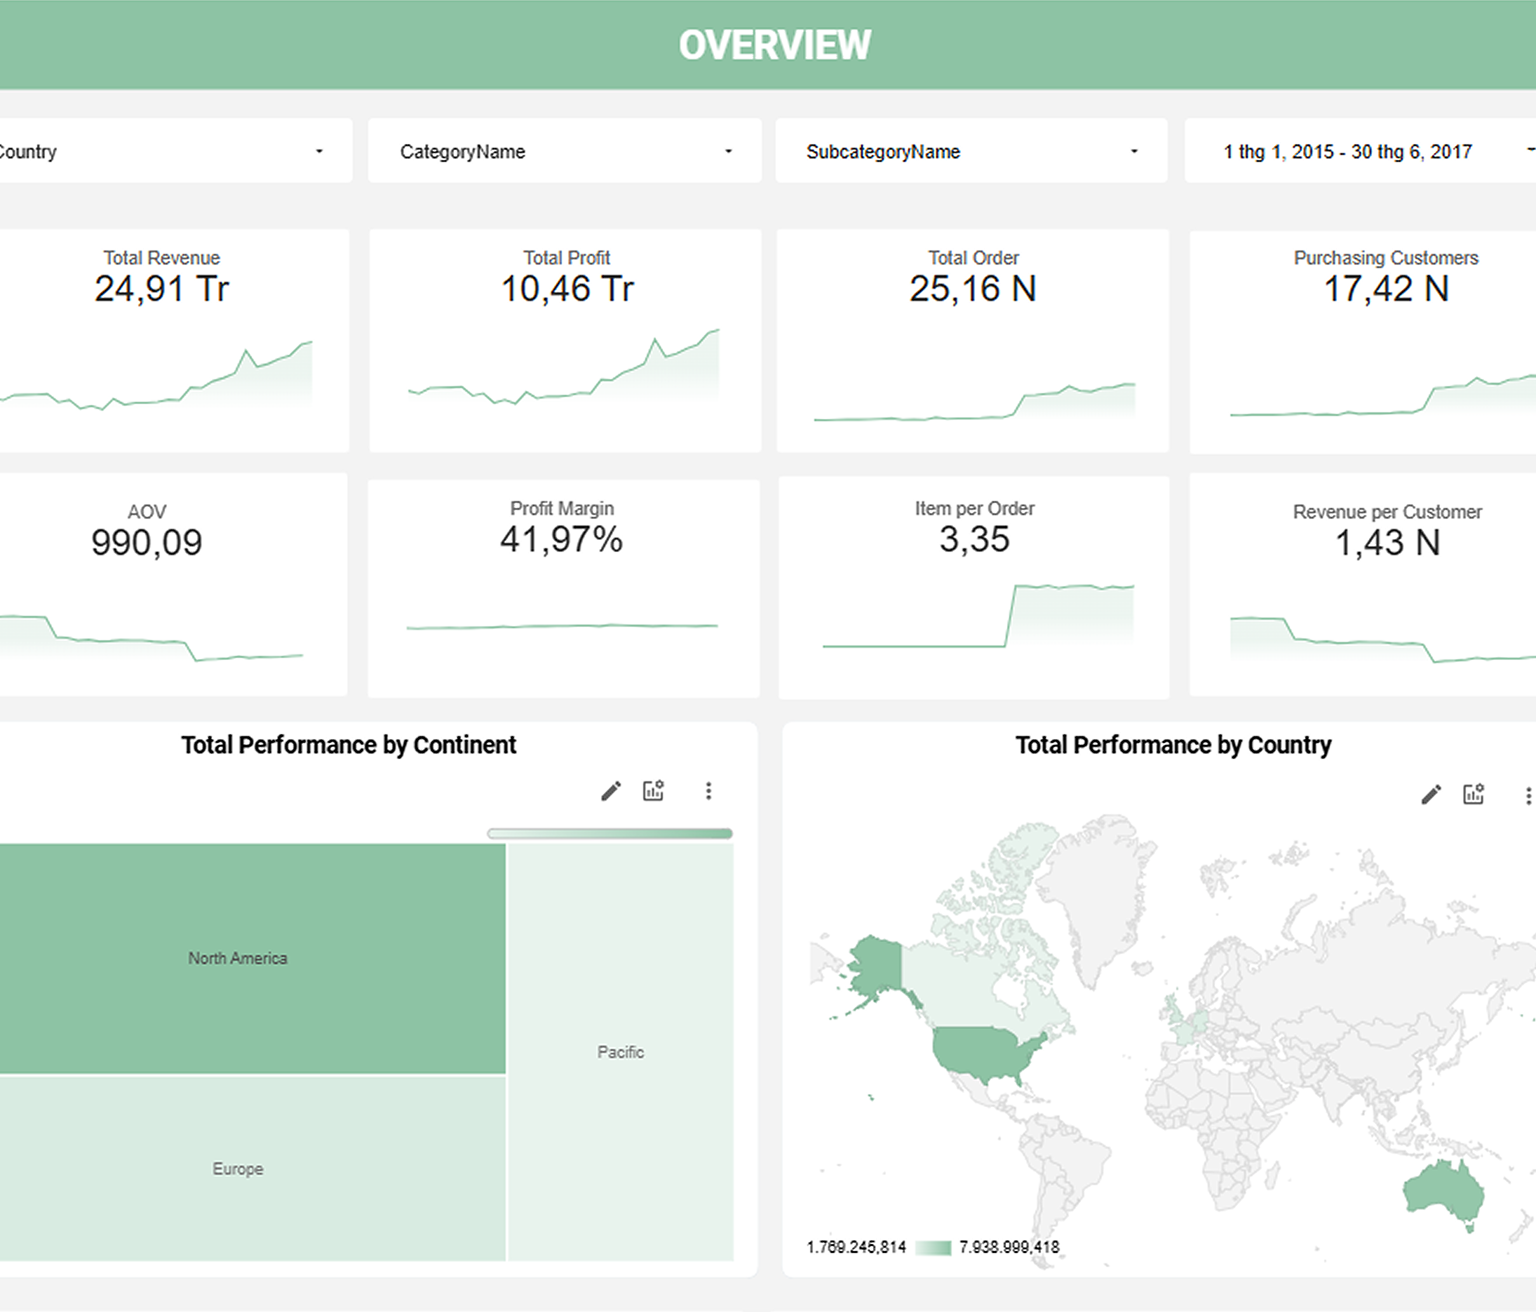 OVERVIEW
Country
CategoryName
SubcategoryName
1 thg 1, 2015 - 30 thg 6, 2017
Total Revenue
24,91 Tr
Total Profit
10,46 Tr
Total Order
25,16 N
Purchasing Customers
17,42 N
AOV
990,09
Profit Margin
41,97%
Item per Order
3,35
Revenue per Customer
1,43 N
Total Performance by Continent
North America
Europe
Pacific
Total Performance by Country
1.769.245,814
7.938.999,418